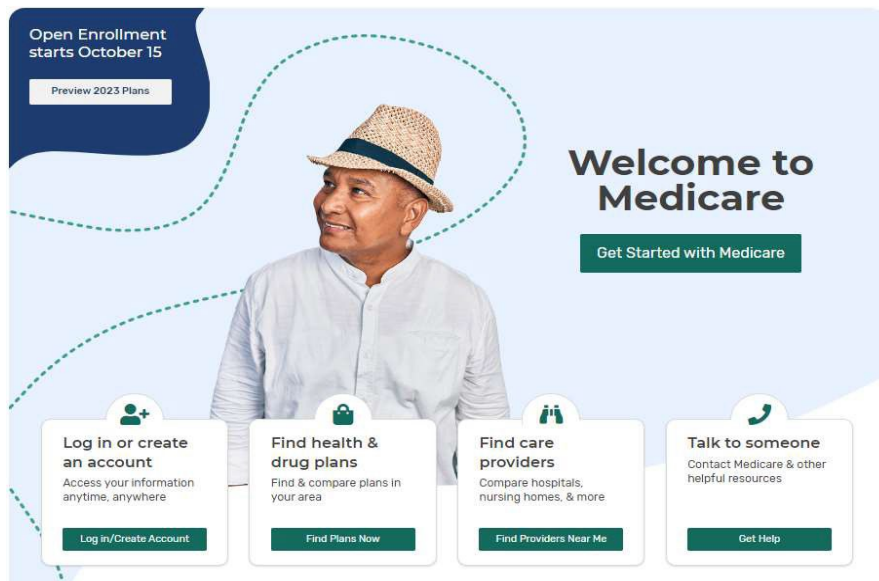 Open Enrollment
starts October 15
Preview 2023 Plans
Welcome to
Medicare
Get Started with Medicare
Log in or create
an account
Access your information
anytime, anywhere
Log in/Create Account
Find health &
drug plans
Find & compare plans in
your area
Find Plans Now
Find care
providers
Compare hospitals,
nursing homes, & more
Find Providers Near Me
Talk to someone
Contact Medicare & other
helpful resources
Get Help